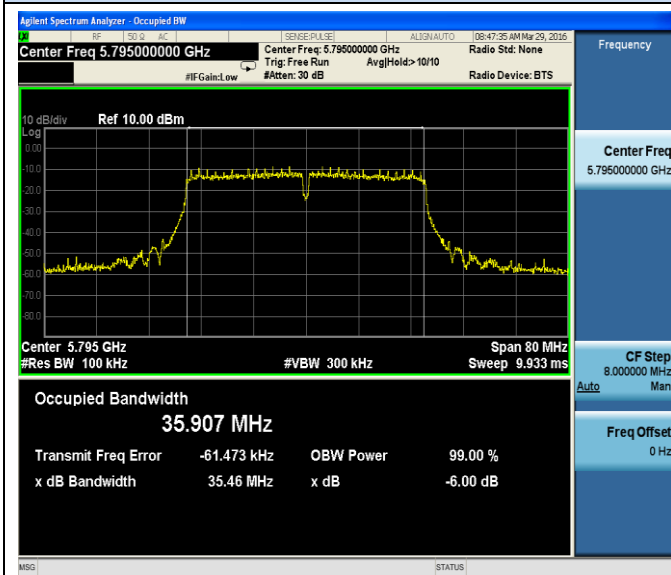 Agilent Spectrum Analyzer - Occupied BW
RF 50 Ω AC SENSE:PULSE ALIGNAUTO 08:47:35 AM Mar 29, 2016
Center Freq 5.795000000 GHz Center Freq: 5.795000000 GHz Radio Std: None
Trig: Free Run Avg|Hold:> 10/10
#IFGain:Low #Atten: 30 dB Radio Device: BTS
10 dB/div Ref 10.00 dBm
Log
0.00
-10.0
-20.0
-30.0
-40.0
-50.0
-60.0
-70.0
-80.0
Center 5.795 GHz Span 80 MHz
#Res BW 100 kHz #VBW 300 kHz Sweep 9.933 ms
Occupied Bandwidth
35.907 MHz
Transmit Freq Error -61.473 kHz OBW Power 99.00 %
x dB Bandwidth 35.46 MHz x dB -6.00 dB
MSG STATUS
Frequency
Center Freq
5.795000000 GHz
CF Step
8.000000 MHz
Auto Man
Freq Offset
0 Hz